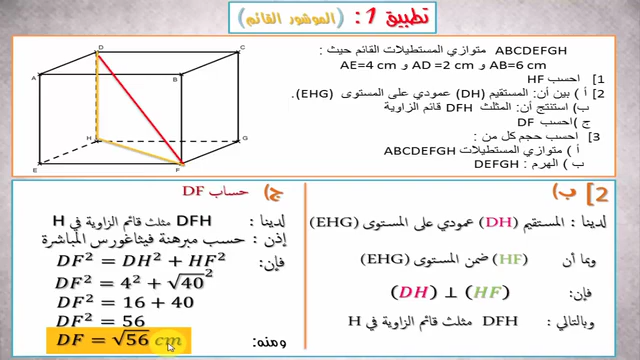 تطبيق 1: (الموشور القائم)
ABCDEFGH متوازي المستطيلات القائم حيث :
AB=6 cm و AD =2 cm و AE=4 cm
1] احسب HF
2] أ ) بين أن: المستقيم (DH) عمودي على المستوى (EHG).
ب) استنتج أن: المثلث DFH قائم الزاوية
ج )احسب DF
3] احسب حجم كل من :
أ ) متوازي المستطيلات ABCDEFGH
ب ) الهرم : DEFGH
D
C
A
B
H
G
E
F
2] ب)
لدينا : المستقيم (DH) عمودي على المستوى (EHG)
وبما أن (HF) ضمن المستوى (EHG)
فإن: (DH) ⊥ (HF)
وبالتالي: DFH مثلث قائم الزاوية في H
ج) حساب DF
لدينا: DFH مثلث قائم الزاوية في H
إذن : حسب مبرهنة فيثاغورس المباشرة
فإن: DF² = DH² + HF²
DF² = 4² + √40²
DF² = 16 + 40
DF² = 56
ومنه: DF = √56 cm